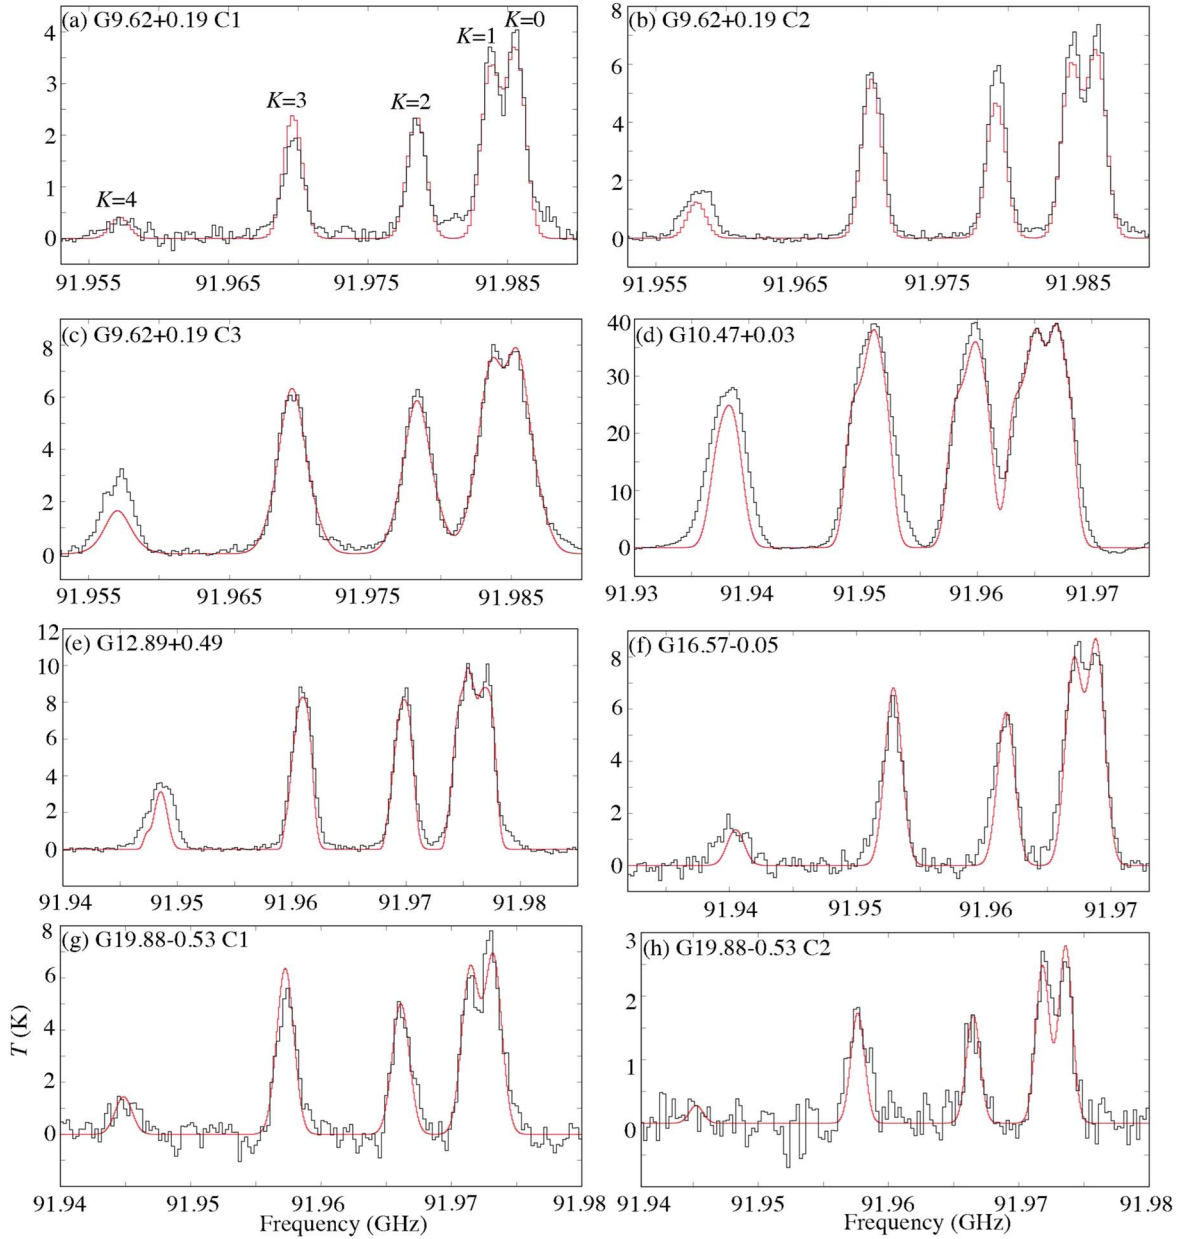 (a) G9.62+0.19 C1
K=0
K=1
K=3
K=2
K=4
4
3
2
1
0
91.955 91.965 91.975 91.985
(b) G9.62+0.19 C2
8
6
4
2
0
91.955 91.965 91.975 91.985
(c) G9.62+0.19 C3
8
6
4
2
0
91.955 91.965 91.975 91.985
(d) G10.47+0.03
40
30
20
10
0
91.93 91.94 91.95 91.96 91.97
(e) G12.89+0.49
12
10
8
6
4
2
0
91.94 91.95 91.96 91.97 91.98
(f) G16.57-0.05
8
6
4
2
0
91.94 91.95 91.96 91.97
(g) G19.88-0.53 C1
8
6
4
2
0
T (K)
91.94 91.95 91.96 91.97 91.98
Frequency (GHz)
(h) G19.88-0.53 C2
3
2
1
0
91.94 91.95 91.96 91.97 91.98
Frequency (GHz)